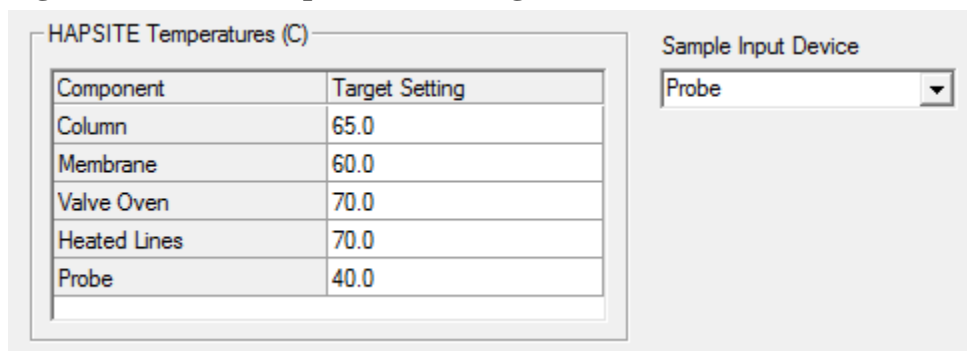 HAPSITE Temperatures (C)
Sample Input Device
Component Target Setting
Probe
Column 65.0
Membrane 60.0
Valve Oven 70.0
Heated Lines 70.0
Probe 40.0